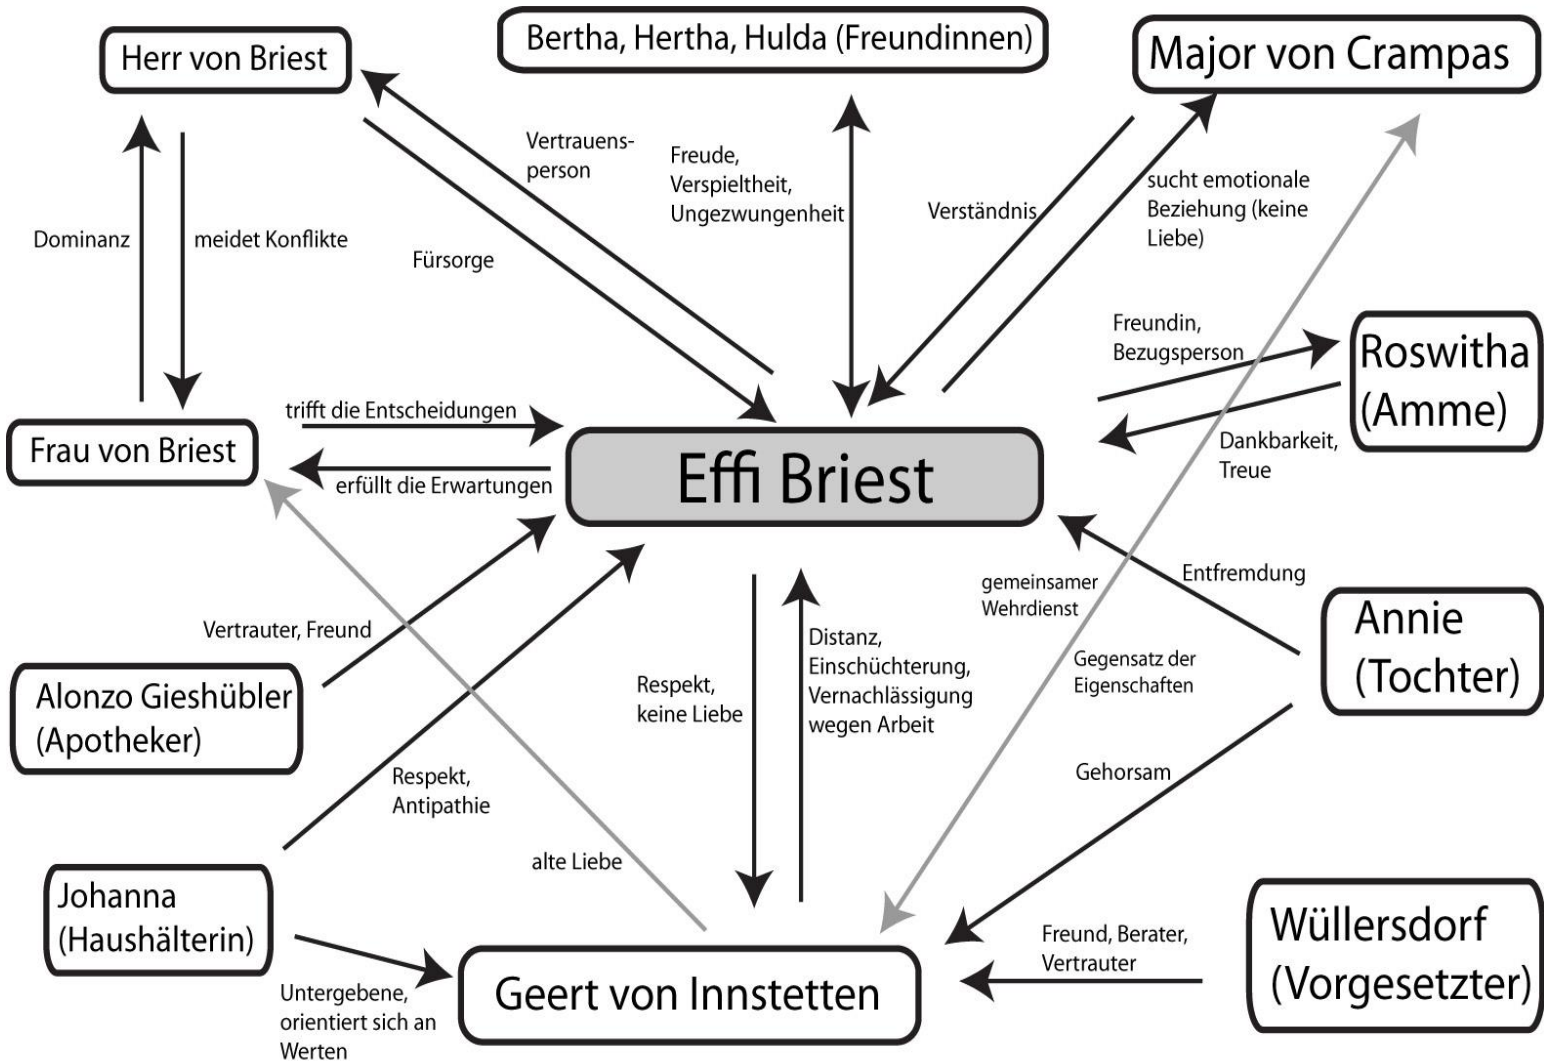 Herr von Briest
Bertha, Hertha, Hulda (Freundinnen)
Major von Crampas
Vertrauens-
person
Freude,
Verspieltheit,
Ungezwungenheit
Verständnis
sucht emotionale
Beziehung (keine
Liebe)
Dominanz
meidet Konflikte
Fürsorge
Freundin,
Bezugsperson
Roswitha
(Amme)
trifft die Entscheidungen
Frau von Briest
Effi Briest
Dankbarkeit,
Treue
erfüllt die Erwartungen
gemeinsamer
Wehrdienst
Entfremdung
Annie
(Tochter)
Vertrauter, Freund
Distanz,
Einschüchterung,
Vernachlässigung
wegen Arbeit
Gegensatz der
Eigenschaften
Respekt,
keine Liebe
Alonzo Gieshübler
(Apotheker)
Respekt,
Antipathie
Gehorsam
alte Liebe
Johanna
(Haushälterin)
Wüllersdorf
(Vorgesetzter)
Freund, Berater,
Vertrauter
Geert von Innstetten
Untergebene,
orientiert sich an
Werten